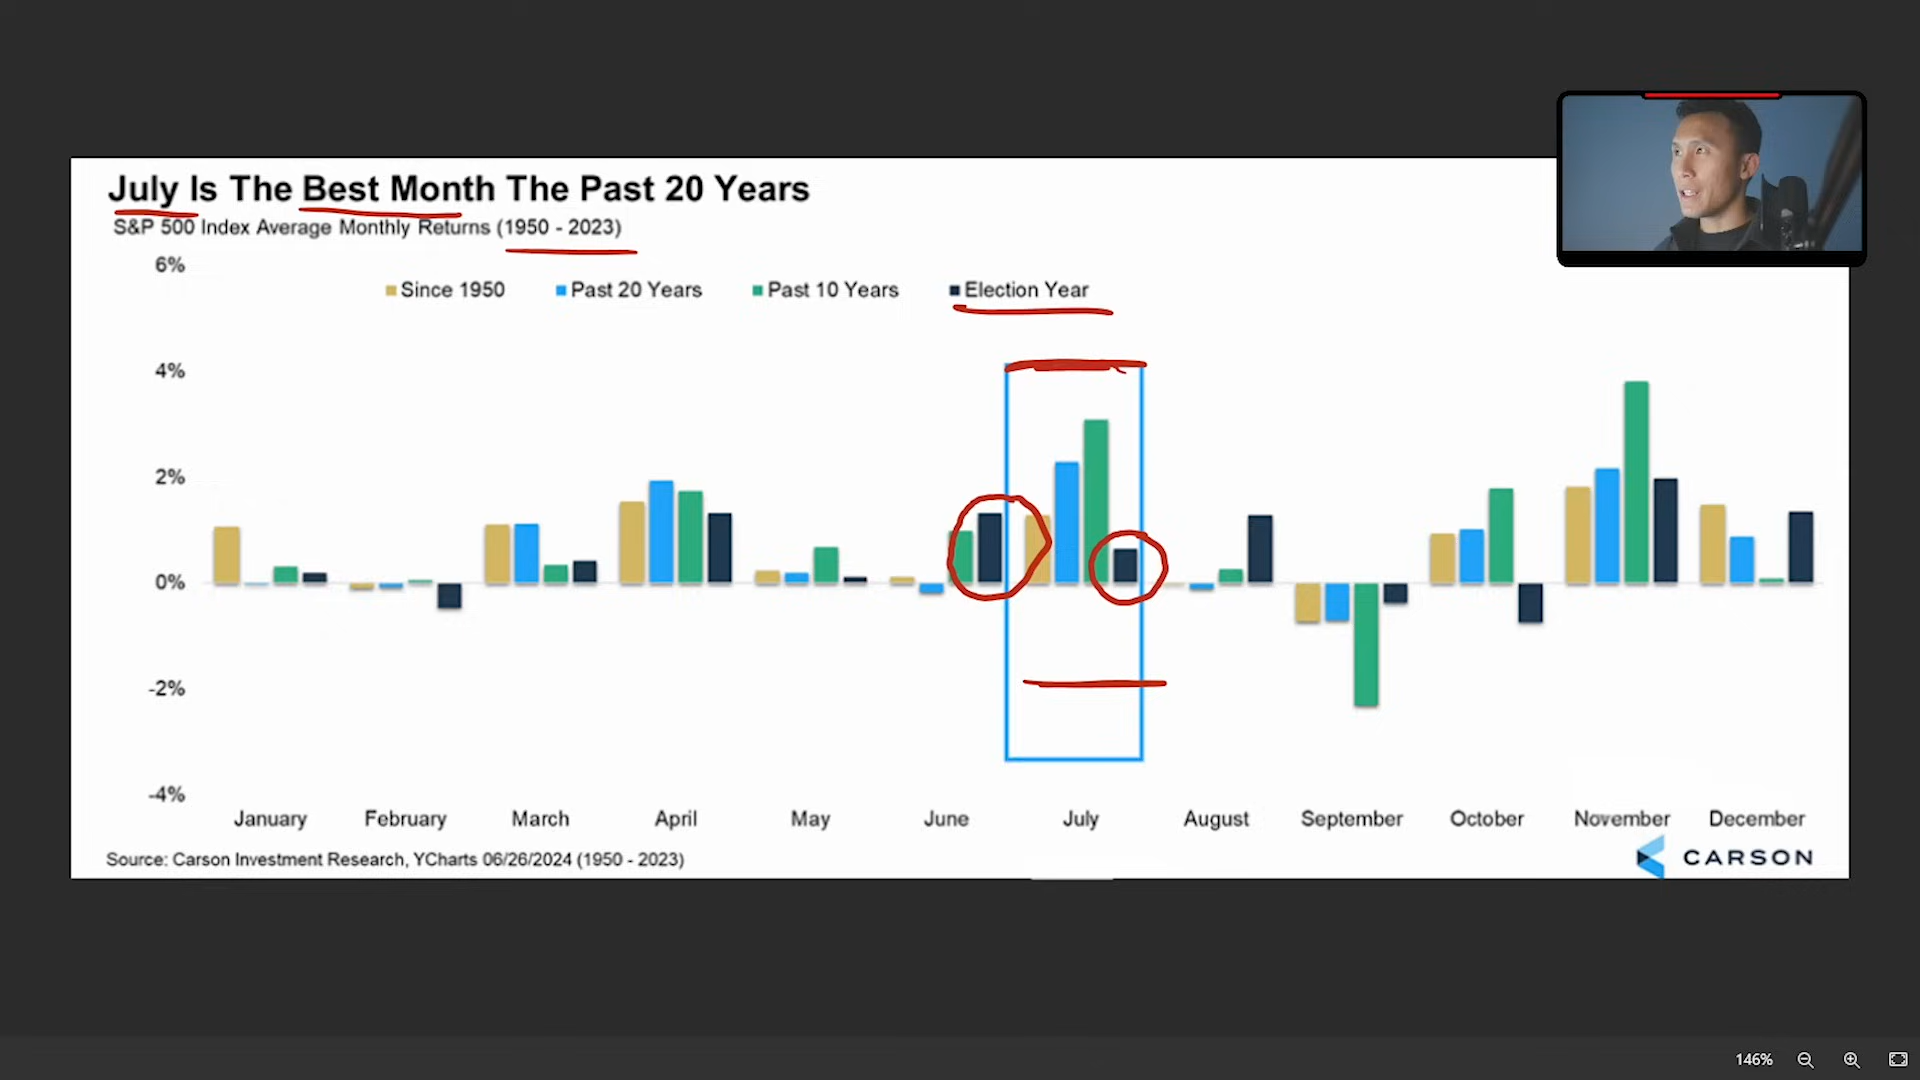 July Is The Best Month The Past 20 Years
S&P 500 Index Average Monthly Returns (1950 - 2023)
6%
Since 1950 Past 20 Years Past 10 Years Election Year
4%
2%
0%
-2%
-4%
January February March April May June July August September October November December
Source: Carson Investment Research, YCharts 06/26/2024 (1950 - 2023)
CARSON
146%